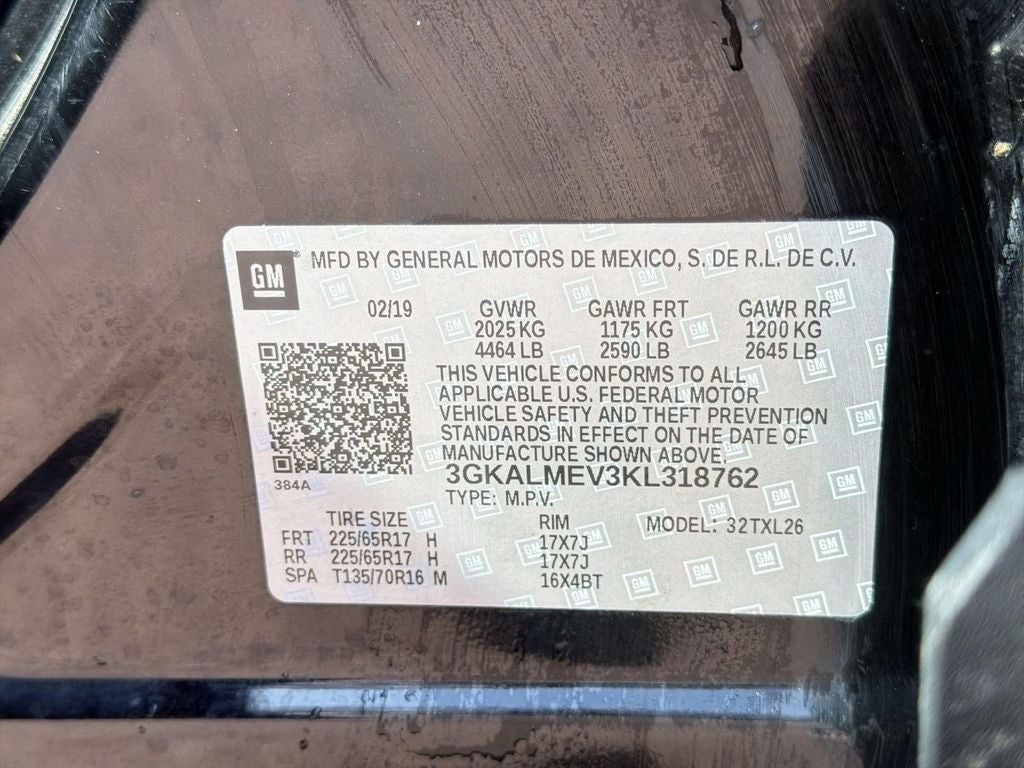 GM MFD BY GENERAL MOTORS DE MEXICO, S. DE R.L. DE C.V.
02/19 GVWR GAWR FRT GAWR RR
2025 KG 1175 KG 1200 KG
4464 LB 2590 LB 2645 LB
THIS VEHICLE CONFORMS TO ALL
APPLICABLE U.S. FEDERAL MOTOR
VEHICLE SAFETY AND THEFT PREVENTION
STANDARDS IN EFFECT ON THE DATE OF
MANUFACTURE SHOWN ABOVE.
3GKALMEV3KL318762
384A
TYPE: M.P.V.
TIRE SIZE RIM MODEL: 32TXL26
FRT 225/65R17 H 17X7J
RR 225/65R17 H 17X7J
SPA T135/70R16 M 16X4BT